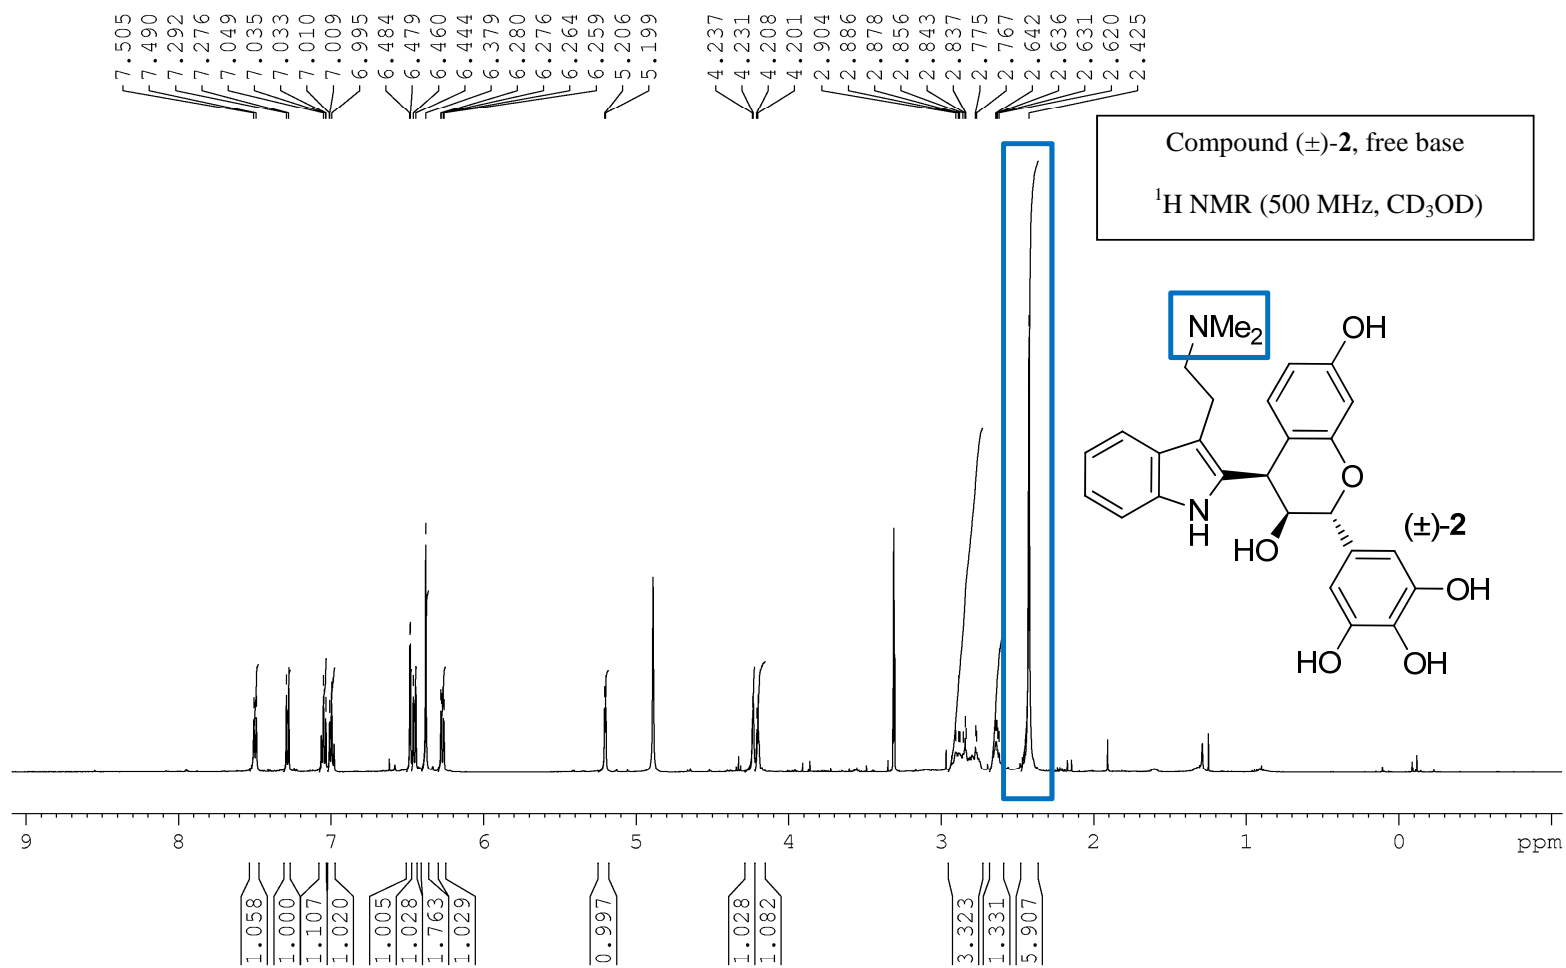 7.505 7.490 7.292 7.276 7.049 7.035 7.033 7.010 7.009 6.995 6.484 6.479 6.460 6.444 6.379 6.280 6.276 6.264 6.259 5.206 5.199 4.237 4.231 4.208 4.201 2.904 2.886 2.878 2.856 2.843 2.837 2.775 2.767 2.642 2.636 2.631 2.620 2.425
Compound (±)-2, free base
¹H NMR (500 MHz, CD₃OD)
NMe₂
OH
O
N
H
HO
(±)-2
OH
HO
OH
9 8 7 6 5 4 3 2 1 0 ppm
1.058 1.000 1.107 1.020 1.005 1.028 1.763 1.029 0.997 1.028 1.082 3.323 1.331 5.907